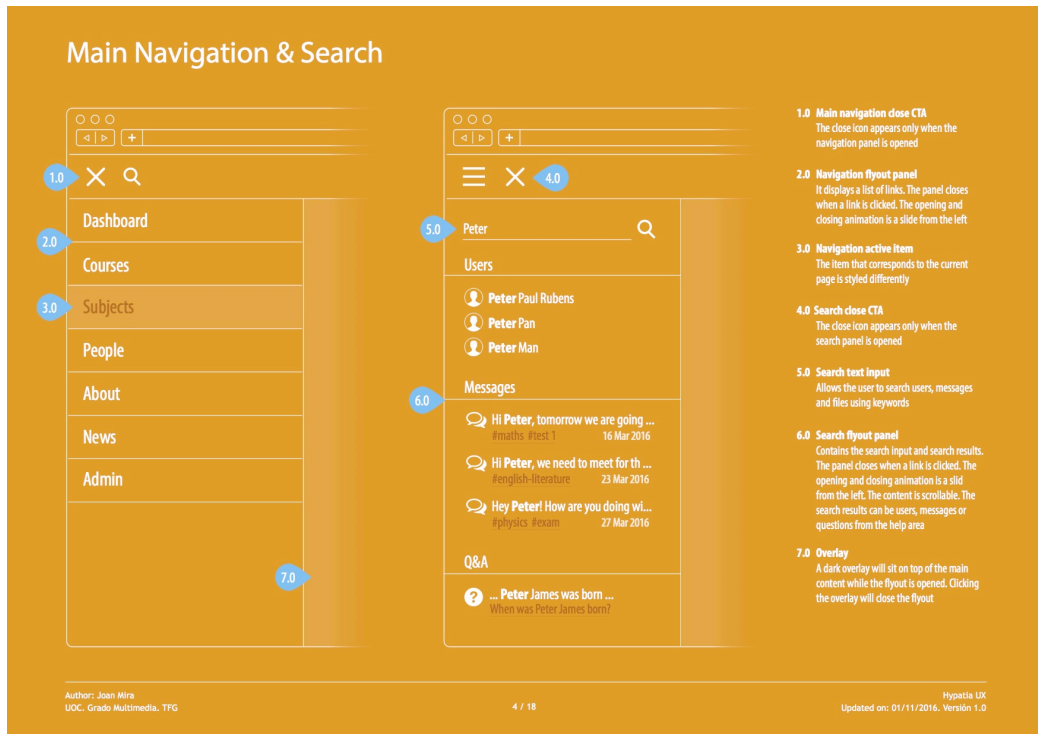 Main Navigation & Search
1.0
Dashboard
2.0
Courses
3.0
Subjects
People
About
News
Admin
7.0
4.0
5.0
Peter
Users
Peter Paul Rubens
Peter Pan
Peter Man
Messages
6.0
Hi Peter, tomorrow we are going ...
#maths #test 1
16 Mar 2016
Hi Peter, we need to meet for th ...
#english-literature
23 Mar 2016
Hey Peter! How are you doing wi...
#physics #exam
27 Mar 2016
Q&A
... Peter James was born ...
When was Peter James born?
1.0 Main navigation close CTA
The close icon appears only when the
navigation panel is opened
2.0 Navigation flyout panel
It displays a list of links. The panel closes
when a link is clicked. The opening and
closing animation is a slide from the left
3.0 Navigation active item
The item that corresponds to the current
page is styled differently
4.0 Search close CTA
The close icon appears only when the
search panel is opened
5.0 Search text input
Allows the user to search users, messages
and files using keywords
6.0 Search flyout panel
Contains the search input and search results.
The panel closes when a link is clicked. The
opening and closing animation is a slid
from the left. The content is scrollable. The
search results can be users, messages or
questions from the help area
7.0 Overlay
A dark overlay will sit on top of the main
content while the flyout is opened. Clicking
the overlay will close the flyout
Author: Joan Mira
UOC. Grado Multimedia. TFG
4 / 18
Hypatia UX
Updated on: 01/11/2016. Versión 1.0